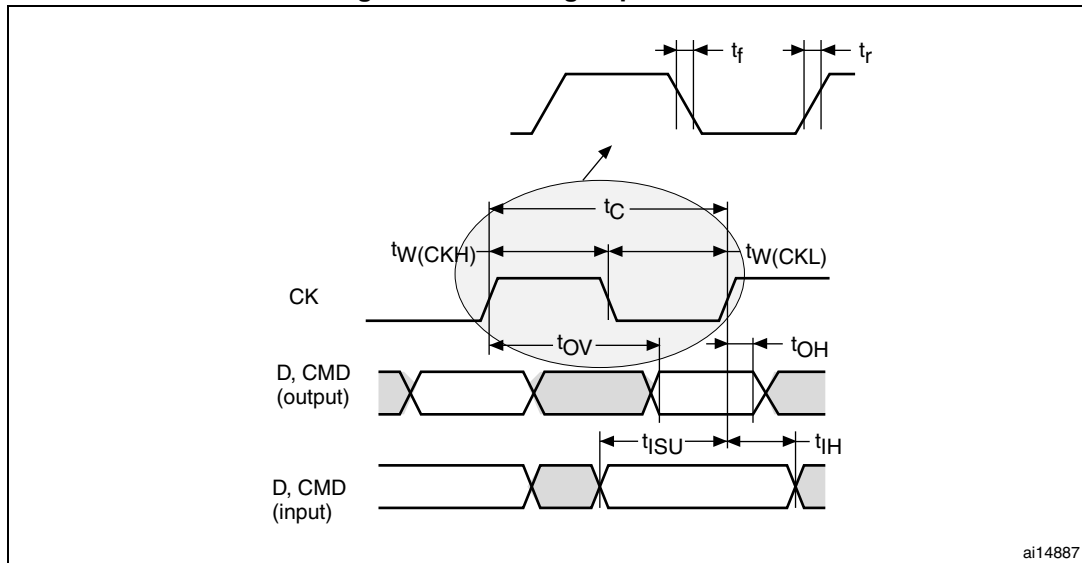 tf
tr
tC
tW(CKH)
tW(CKL)
CK
tOV
tOH
D, CMD
(output)
tISU
tIH
D, CMD
(input)
ai14887